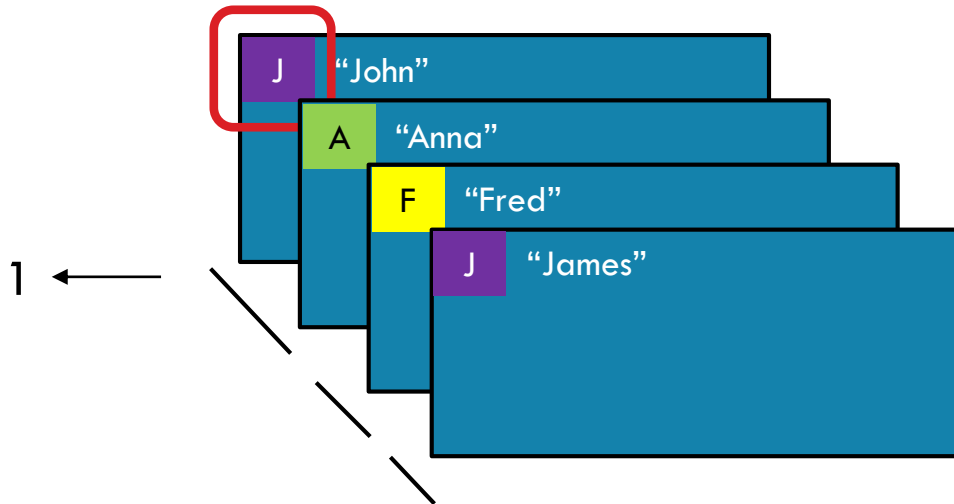 J “John”
A “Anna”
F “Fred”
J “James”
1